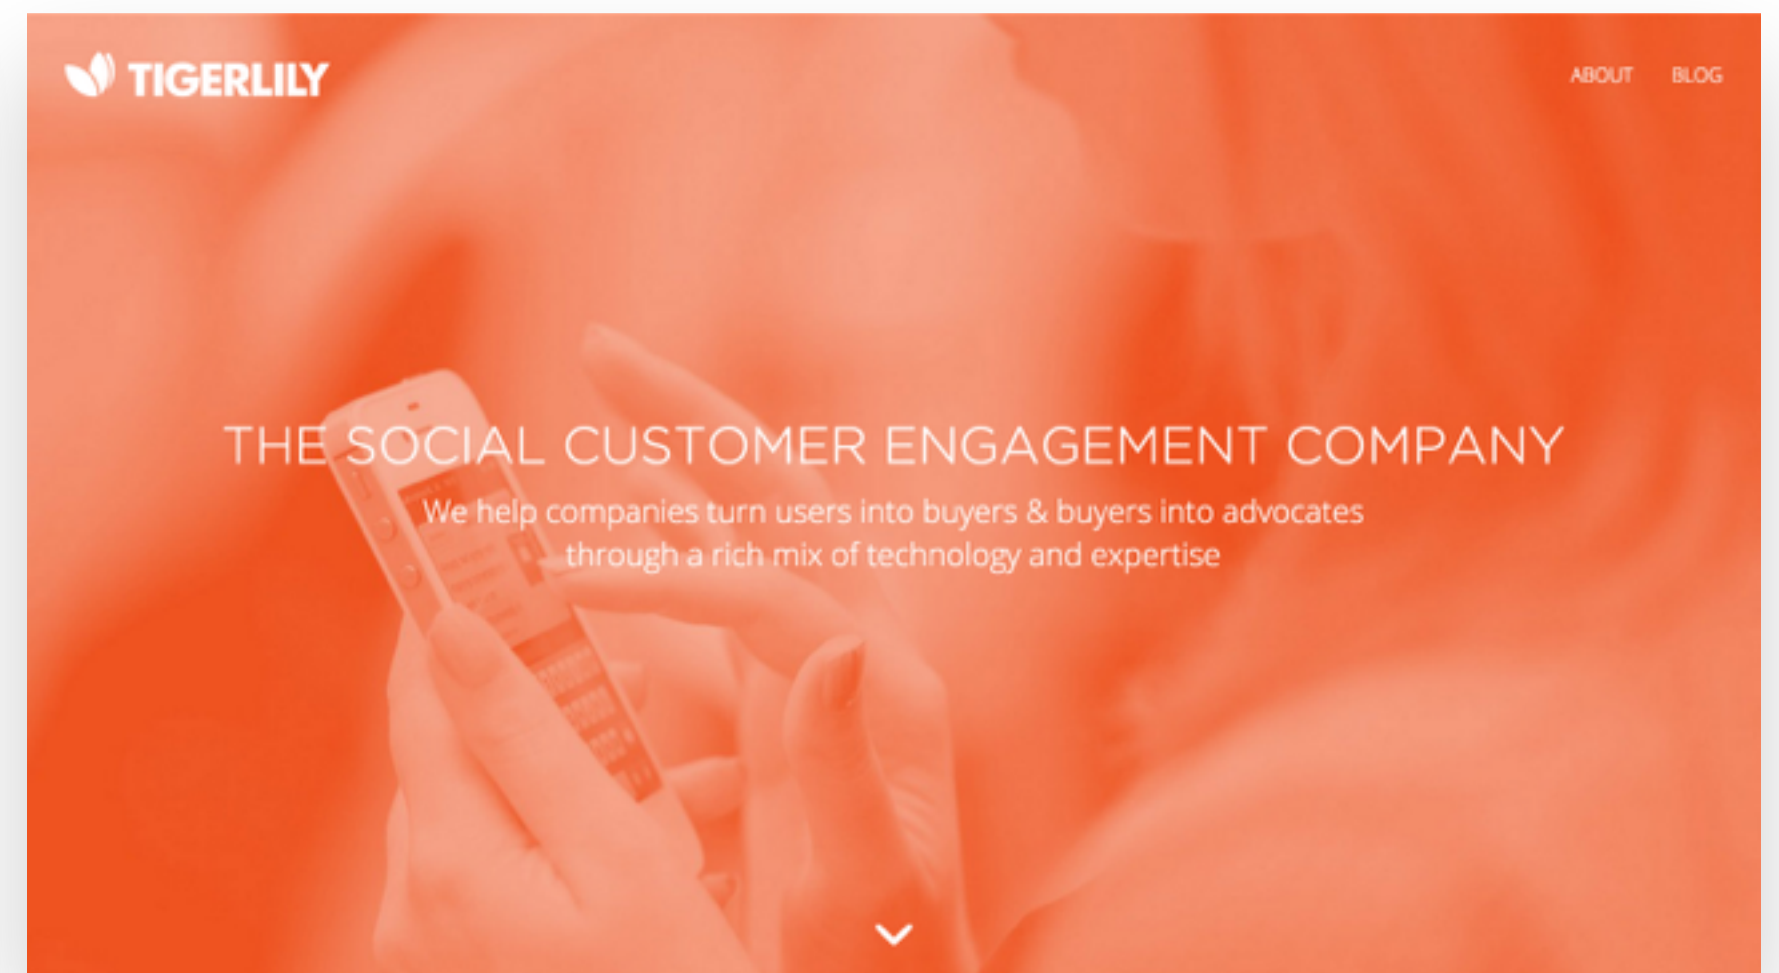 TIGERLILY
ABOUT BLOG
THE SOCIAL CUSTOMER ENGAGEMENT COMPANY
We help companies turn users into buyers & buyers into advocates
through a rich mix of technology and expertise